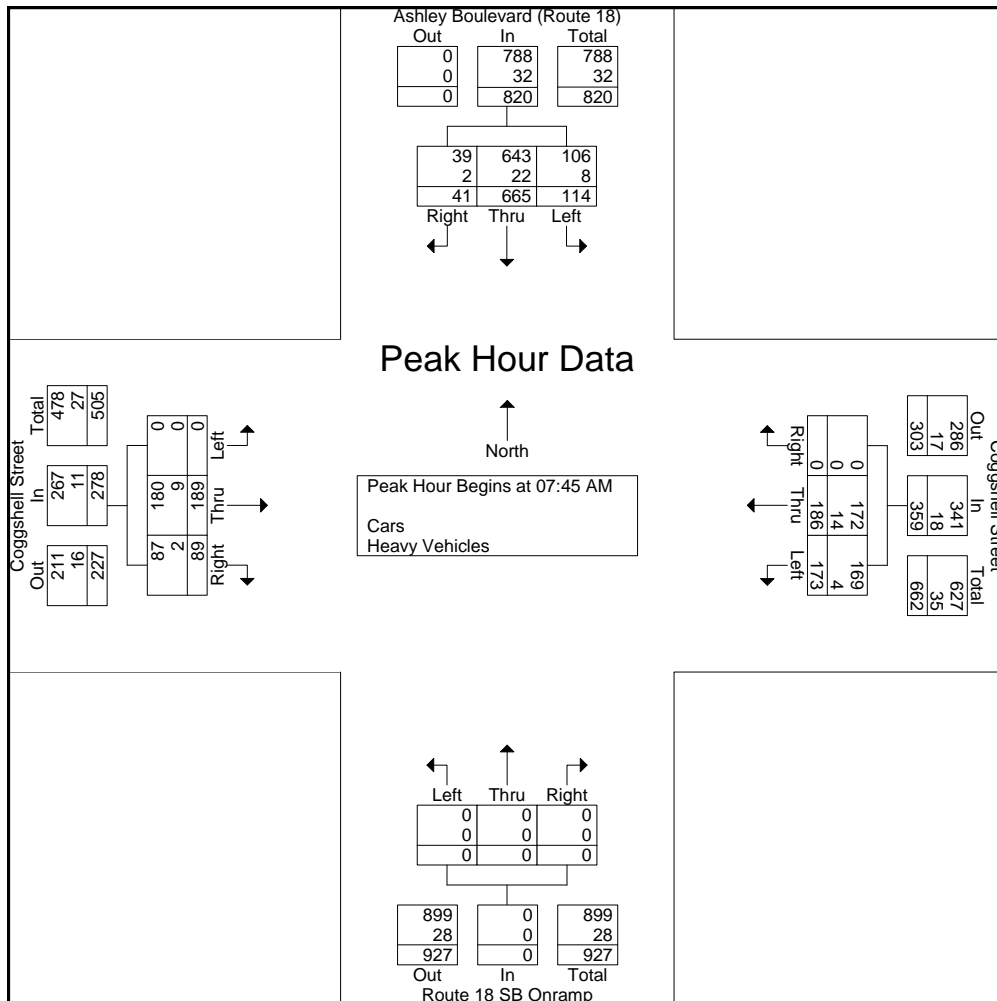 Ashley Boulevard (Route 18)
Out In Total
0 788 788
0 32 32
0 820 820
39 643 106
2 22 8
41 665 114
Right Thru Left
Peak Hour Data
North
Peak Hour Begins at 07:45 AM
Cars
Heavy Vehicles
Coggshell Street
Total In Out
478 267 211
27 11 16
505 278 227
0 180 87
0 9 2
0 189 89
Left Thru Right
Right Thru Left
0 172 169
0 14 4
0 186 173
Coggshell Street
Out In Total
286 341 627
17 18 35
303 359 662
Left Thru Right
0 0 0
0 0 0
0 0 0
899 0 899
28 0 28
927 0 927
Out In Total
Route 18 SB Onramp